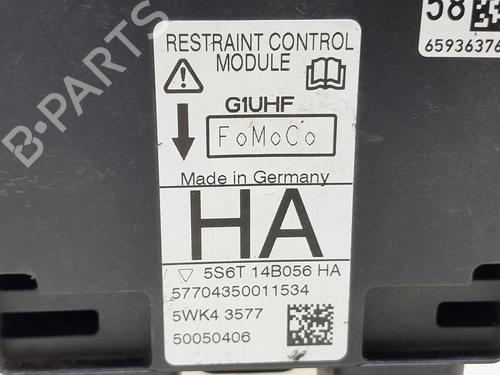 58
65936376
RESTRAINT CONTROL
MODULE
G1UHF
FoMoCo
Made in Germany
HA
5S6T 14B056 HA
57704350011534
5WK4 3577
50050406
B-PARTS